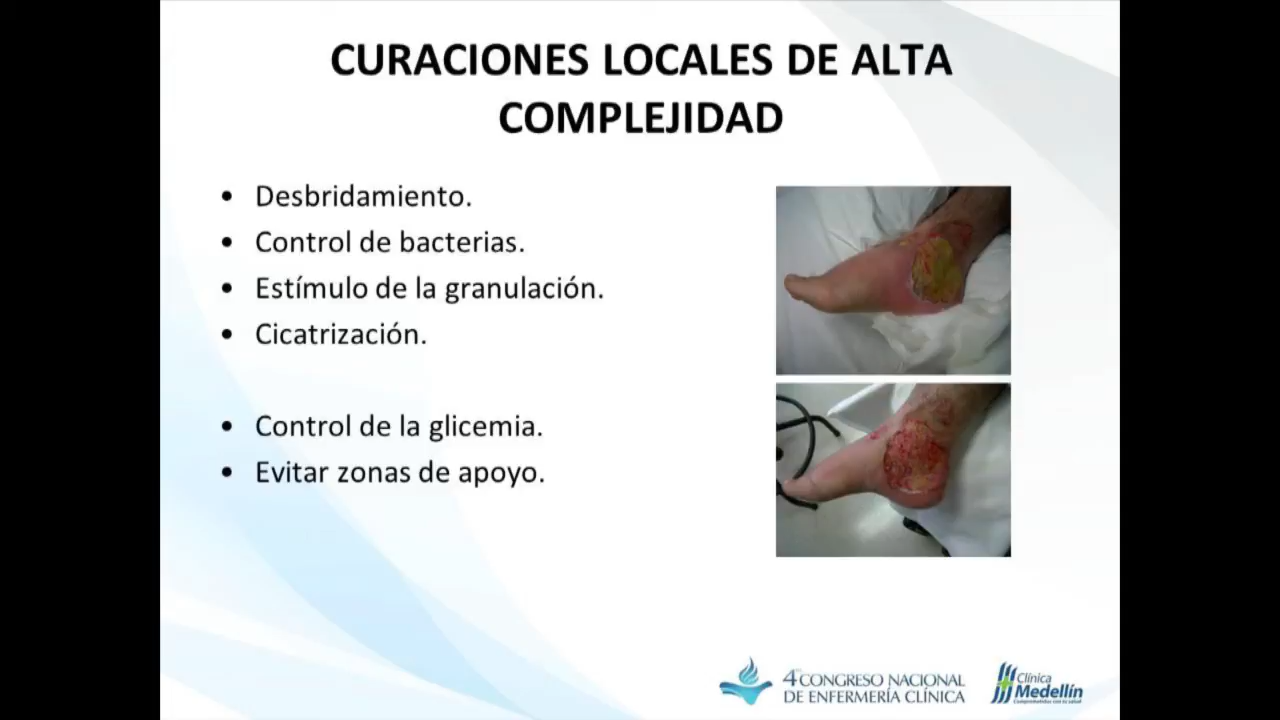 CURACIONES LOCALES DE ALTA
COMPLEJIDAD
• Desbridamiento.
• Control de bacterias.
• Estímulo de la granulación.
• Cicatrización.
• Control de la glicemia.
• Evitar zonas de apoyo.
4 CONGRESO NACIONAL
DE ENFERMERÍA CLÍNICA
Clínica
Medellín
Comprometidos con tu salud